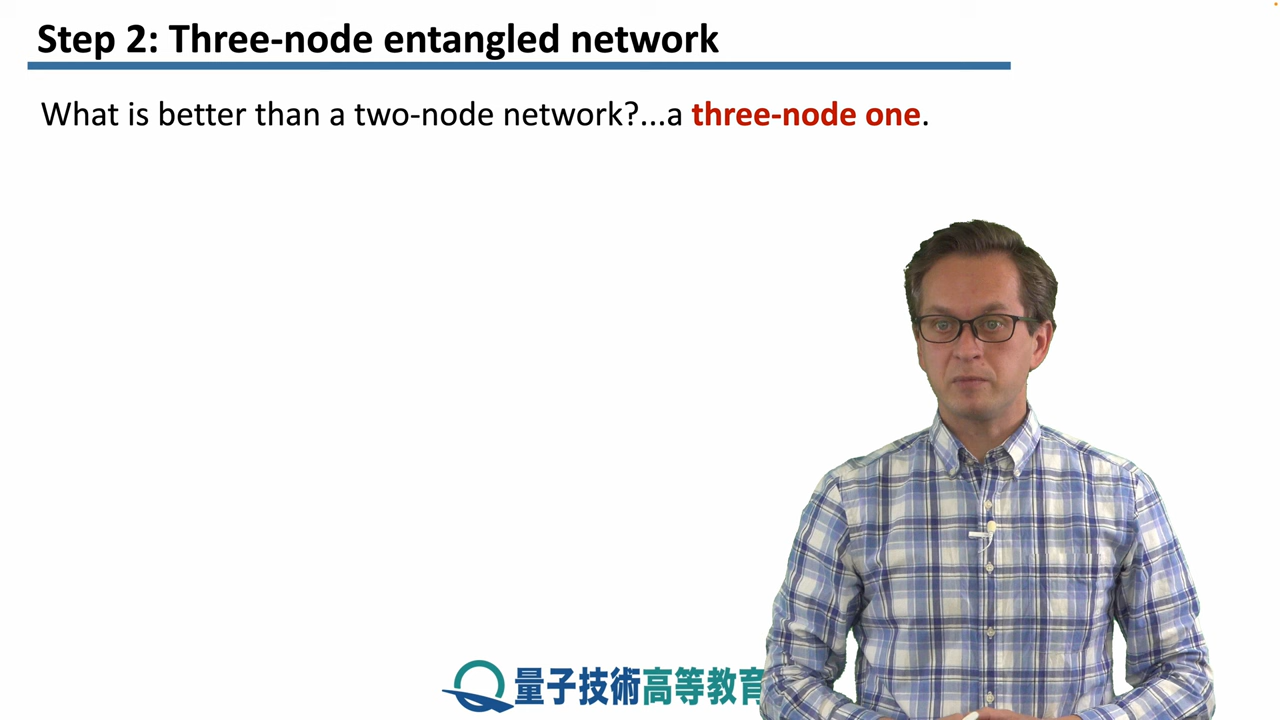 Step 2: Three-node entangled network
What is better than a two-node network?...a three-node one.
量子技術高等教育